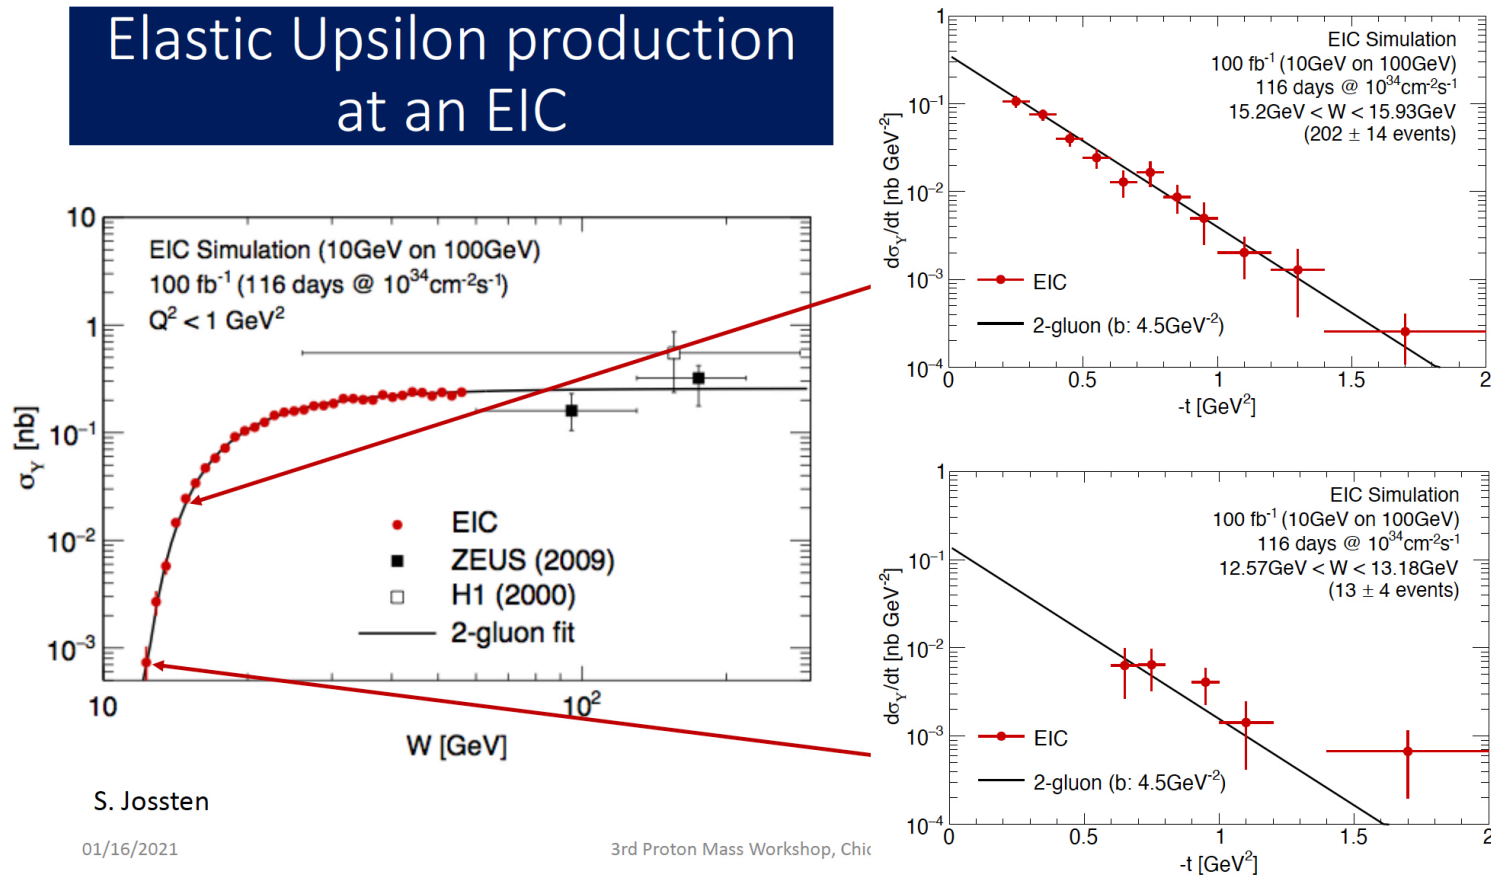 Elastic Upsilon production
at an EIC
10
1
10⁻¹
10⁻²
10⁻³
σᵧ [nb]
EIC Simulation (10GeV on 100GeV)
100 fb⁻¹ (116 days @ 10³⁴cm⁻²s⁻¹)
Q² < 1 GeV²
EIC
ZEUS (2009)
H1 (2000)
2-gluon fit
10
10²
W [GeV]
S. Jossten
01/16/2021
3rd Proton Mass Workshop, Chic
1
10⁻¹
10⁻²
10⁻³
10⁻⁴
dσᵧ/dt [nb GeV⁻²]
EIC Simulation
100 fb⁻¹ (10GeV on 100GeV)
116 days @ 10³⁴cm⁻²s⁻¹
15.2GeV < W < 15.93GeV
(202 ± 14 events)
EIC
2-gluon (b: 4.5GeV⁻²)
0 0.5 1 1.5 2
-t [GeV²]
1
10⁻¹
10⁻²
10⁻³
10⁻⁴
dσᵧ/dt [nb GeV⁻²]
EIC Simulation
100 fb⁻¹ (10GeV on 100GeV)
116 days @ 10³⁴cm⁻²s⁻¹
12.57GeV < W < 13.18GeV
(13 ± 4 events)
EIC
2-gluon (b: 4.5GeV⁻²)
0 0.5 1 1.5 2
-t [GeV²]